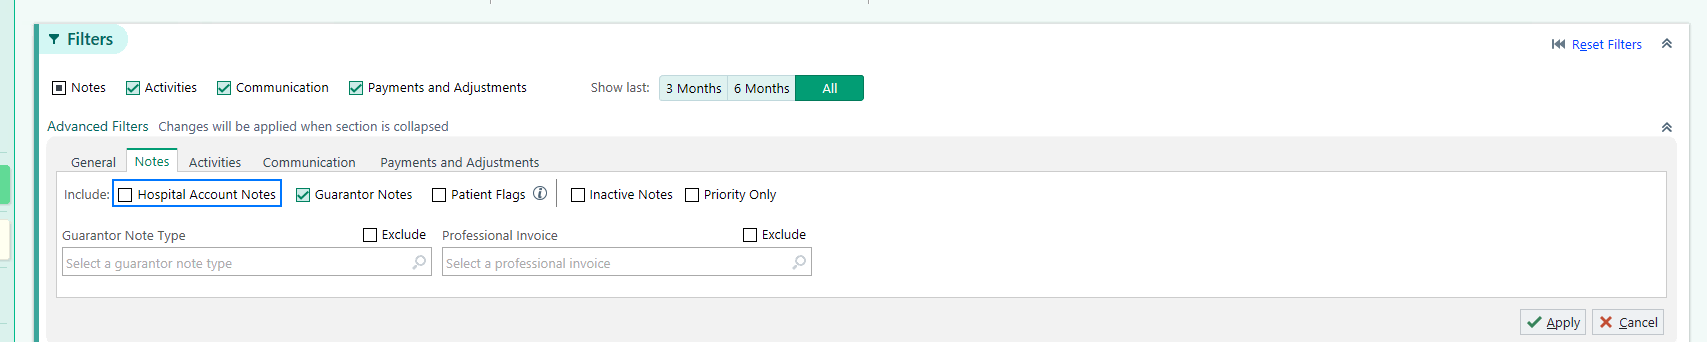 Filters
Reset Filters
Notes Activities Communication Payments and Adjustments Show last: 3 Months 6 Months All
Advanced Filters Changes will be applied when section is collapsed
General Notes Activities Communication Payments and Adjustments
Include: Hospital Account Notes Guarantor Notes Patient Flags Inactive Notes Priority Only
Guarantor Note Type Exclude Professional Invoice Exclude
Select a guarantor note type Select a professional invoice
Apply Cancel